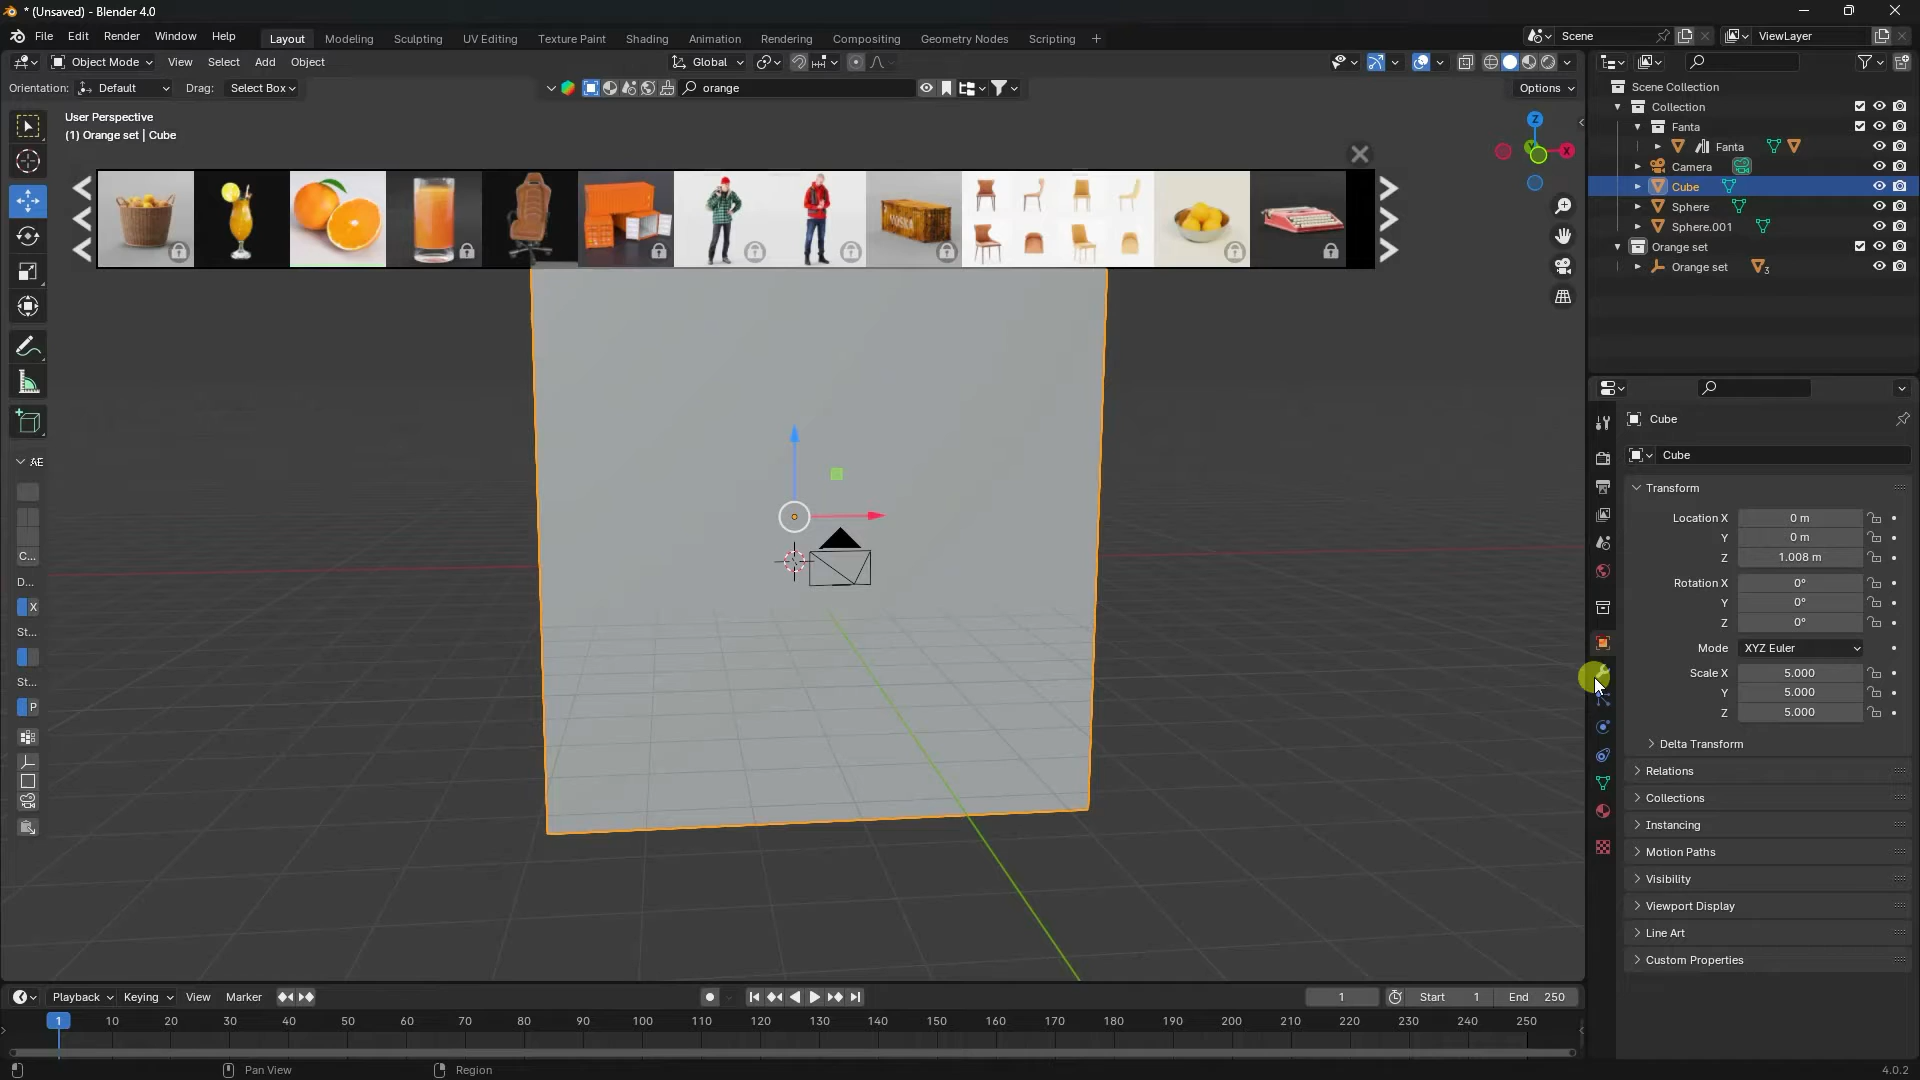 * (Unsaved) - Blender 4.0
File Edit Render Window Help
Layout Modeling Sculpting UV Editing Texture Paint Shading Animation Rendering Compositing Geometry Nodes Scripting +
Scene
ViewLayer
Object Mode View Select Add Object
Global
Orientation: Default Drag: Select Box
orange
Options
User Perspective
(1) Orange set | Cube
Z
X
Scene Collection
Collection
Fanta
Fanta
Camera
Cube
Sphere
Sphere.001
Orange set
Orange set
3
AE
C...
D...
X
St...
St...
P
Cube
Cube
Transform
Location X 0 m
Y 0 m
Z 1.008 m
Rotation X 0°
Y 0°
Z 0°
Mode XYZ Euler
Scale X 5.000
Y 5.000
Z 5.000
Delta Transform
Relations
Collections
Instancing
Motion Paths
Visibility
Viewport Display
Line Art
Custom Properties
Playback Keying View Marker
1
Start 1 End 250
1 10 20 30 40 50 60 70 80 90 100 110 120 130 140 150 160 170 180 190 200 210 220 230 240 250
Pan View
Region
4.0.2